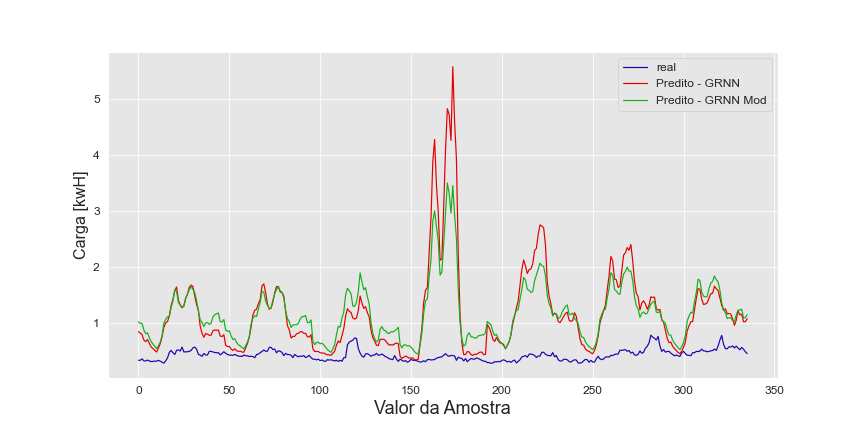 real
Predito - GRNN
Predito - GRNN Mod
Carga [kwH]
5
4
3
2
1
0
50
100
150
200
250
300
350
Valor da Amostra